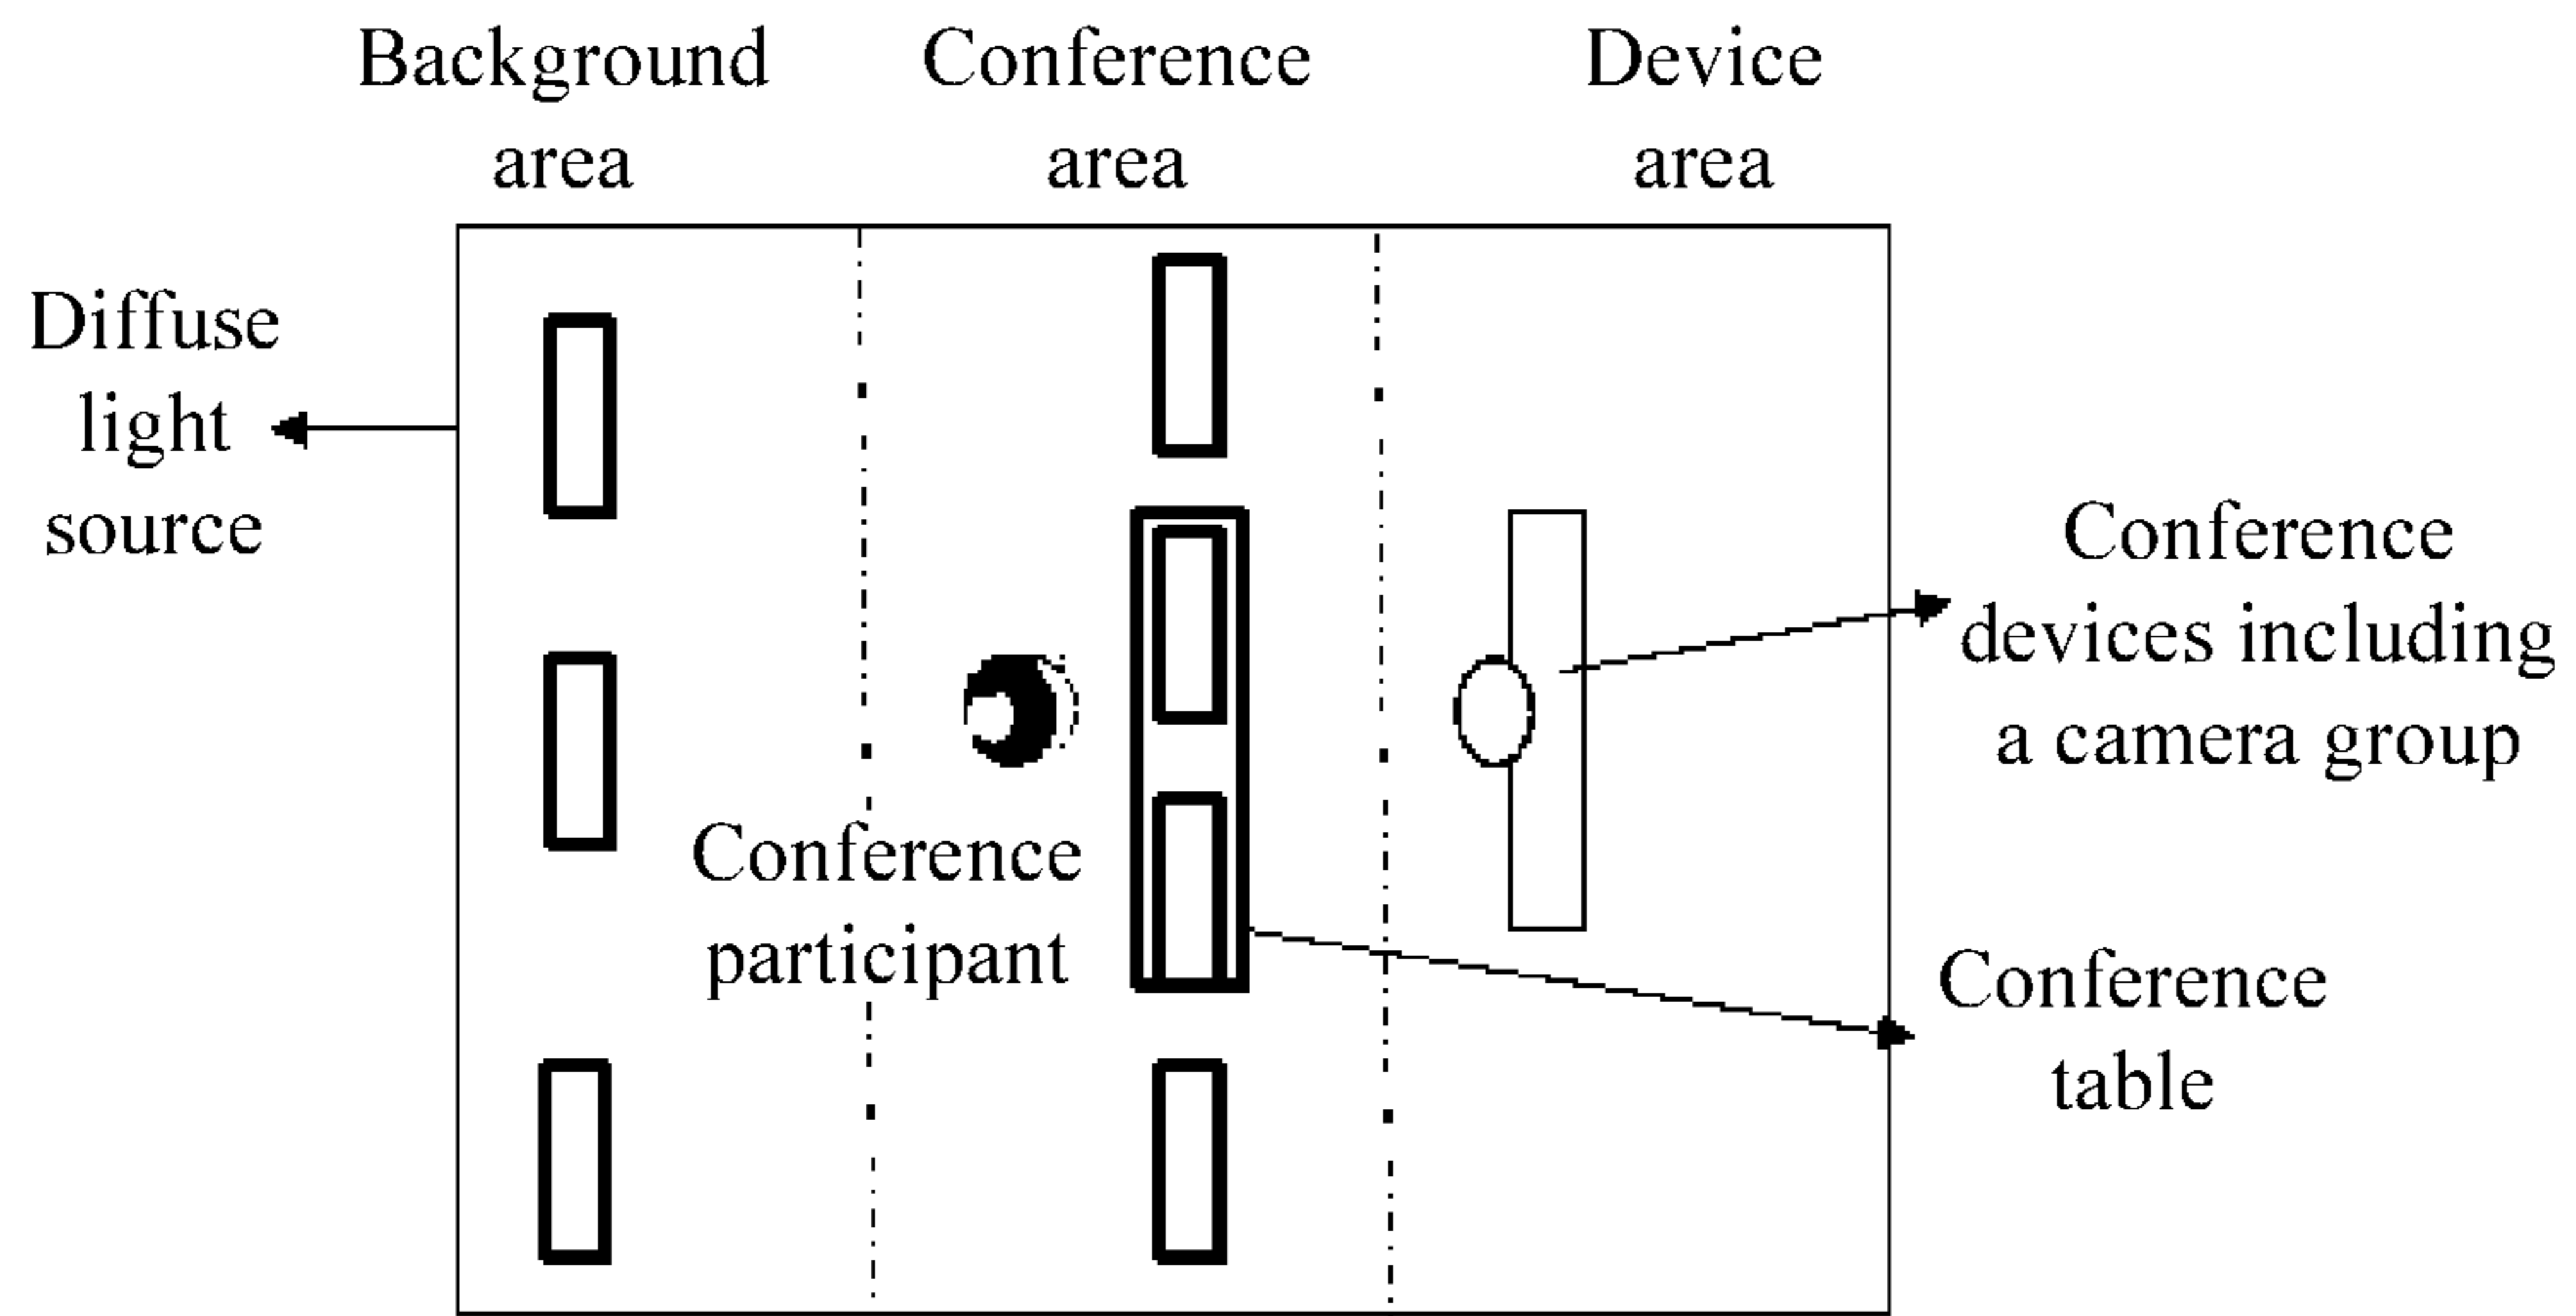 Background
area
Conference
area
Device
area
Diffuse
light
source
Conference
devices including
a camera group
Conference
participant
Conference
table